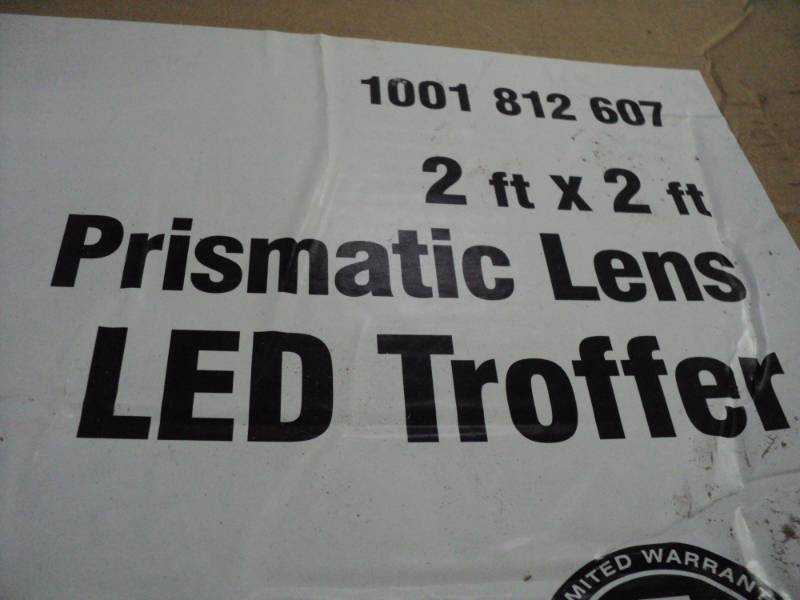 1001 812 607
2 ft x 2 ft
Prismatic Lens
LED Troffer